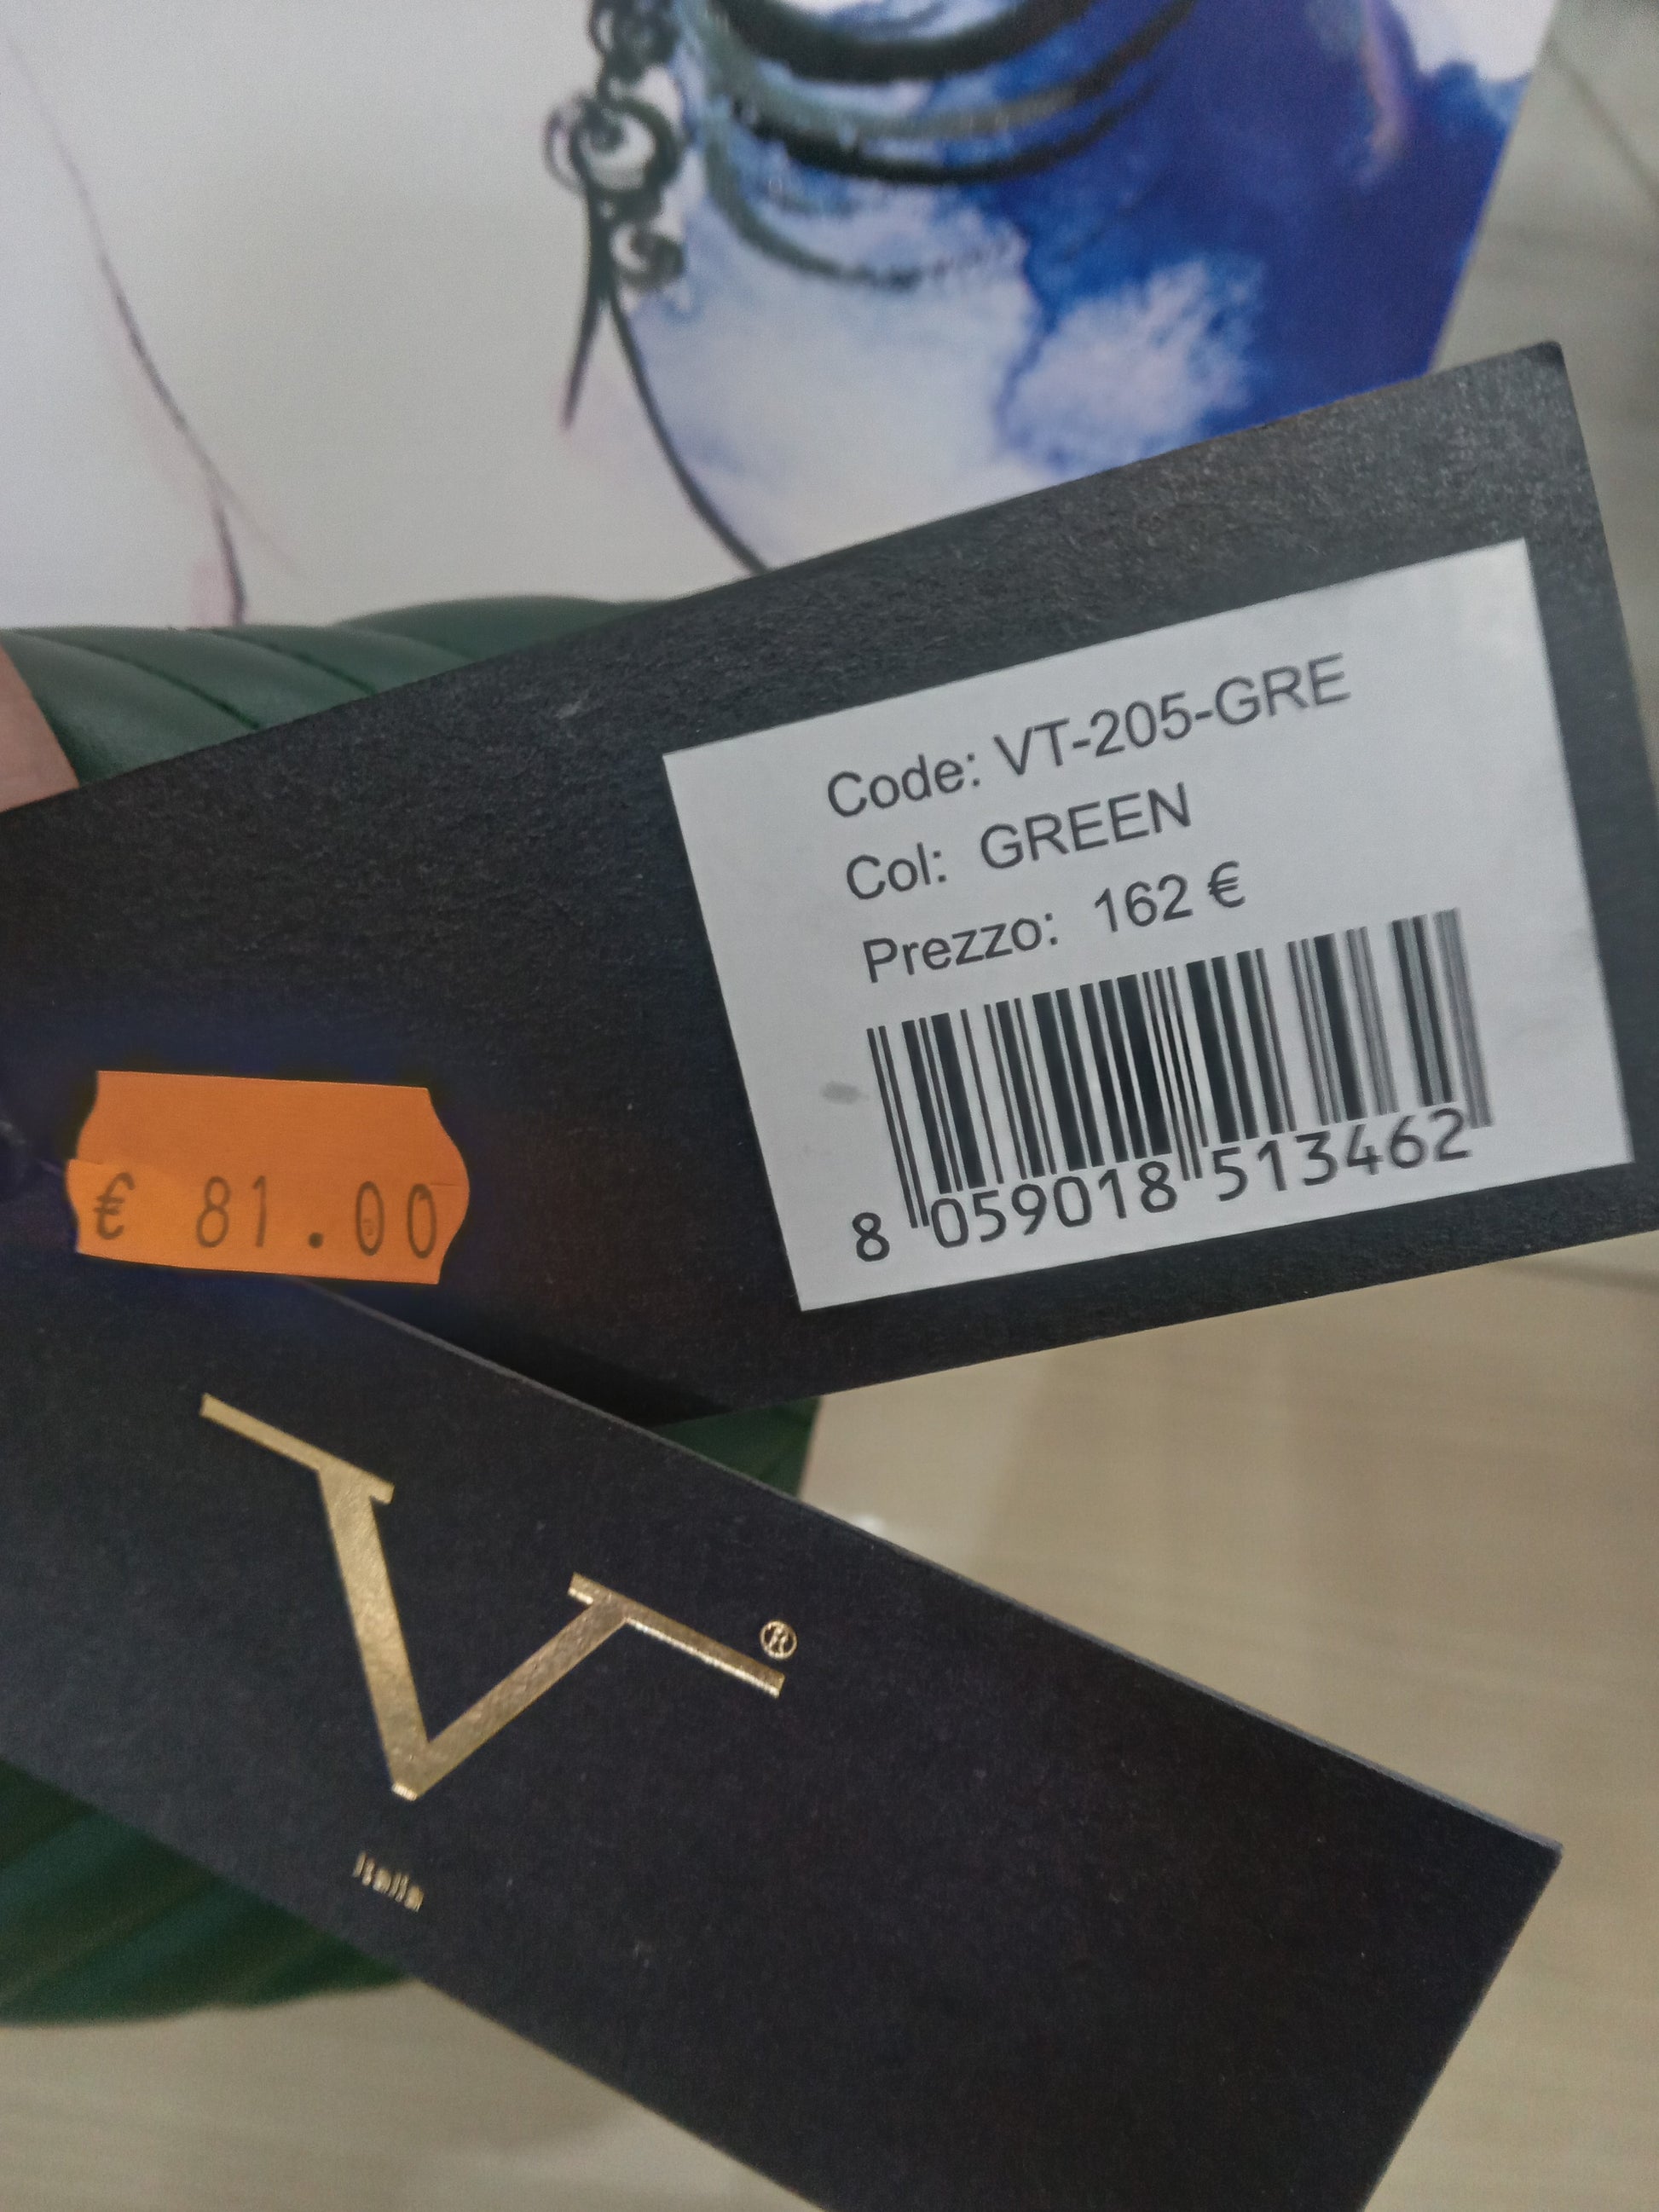 Code: VT-205-GRE
Col: GREEN
Prezzo: 162 €
8 059018 513462
€ 81.00
V®
Italia